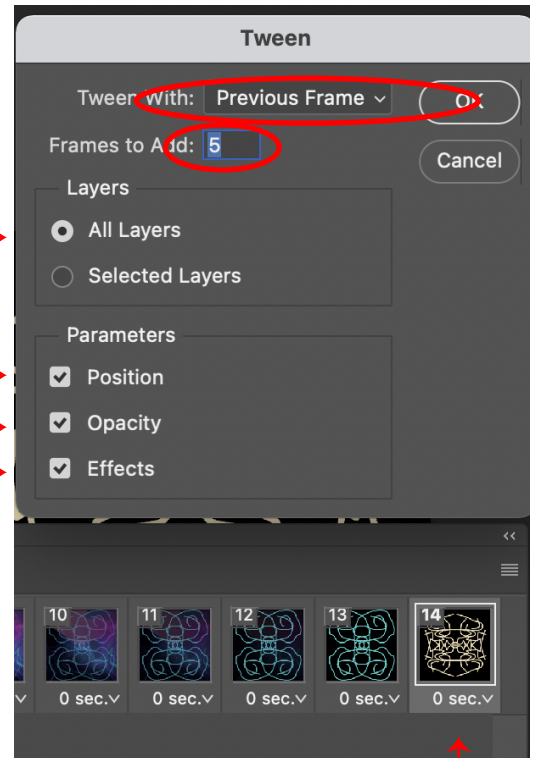 Tween
Tween With: Previous Frame
OK
Frames to Add: 5
Cancel
Layers
All Layers
Selected Layers
Parameters
Position
Opacity
Effects
10 11 12 13 14
0 sec. 0 sec. 0 sec. 0 sec. 0 sec.